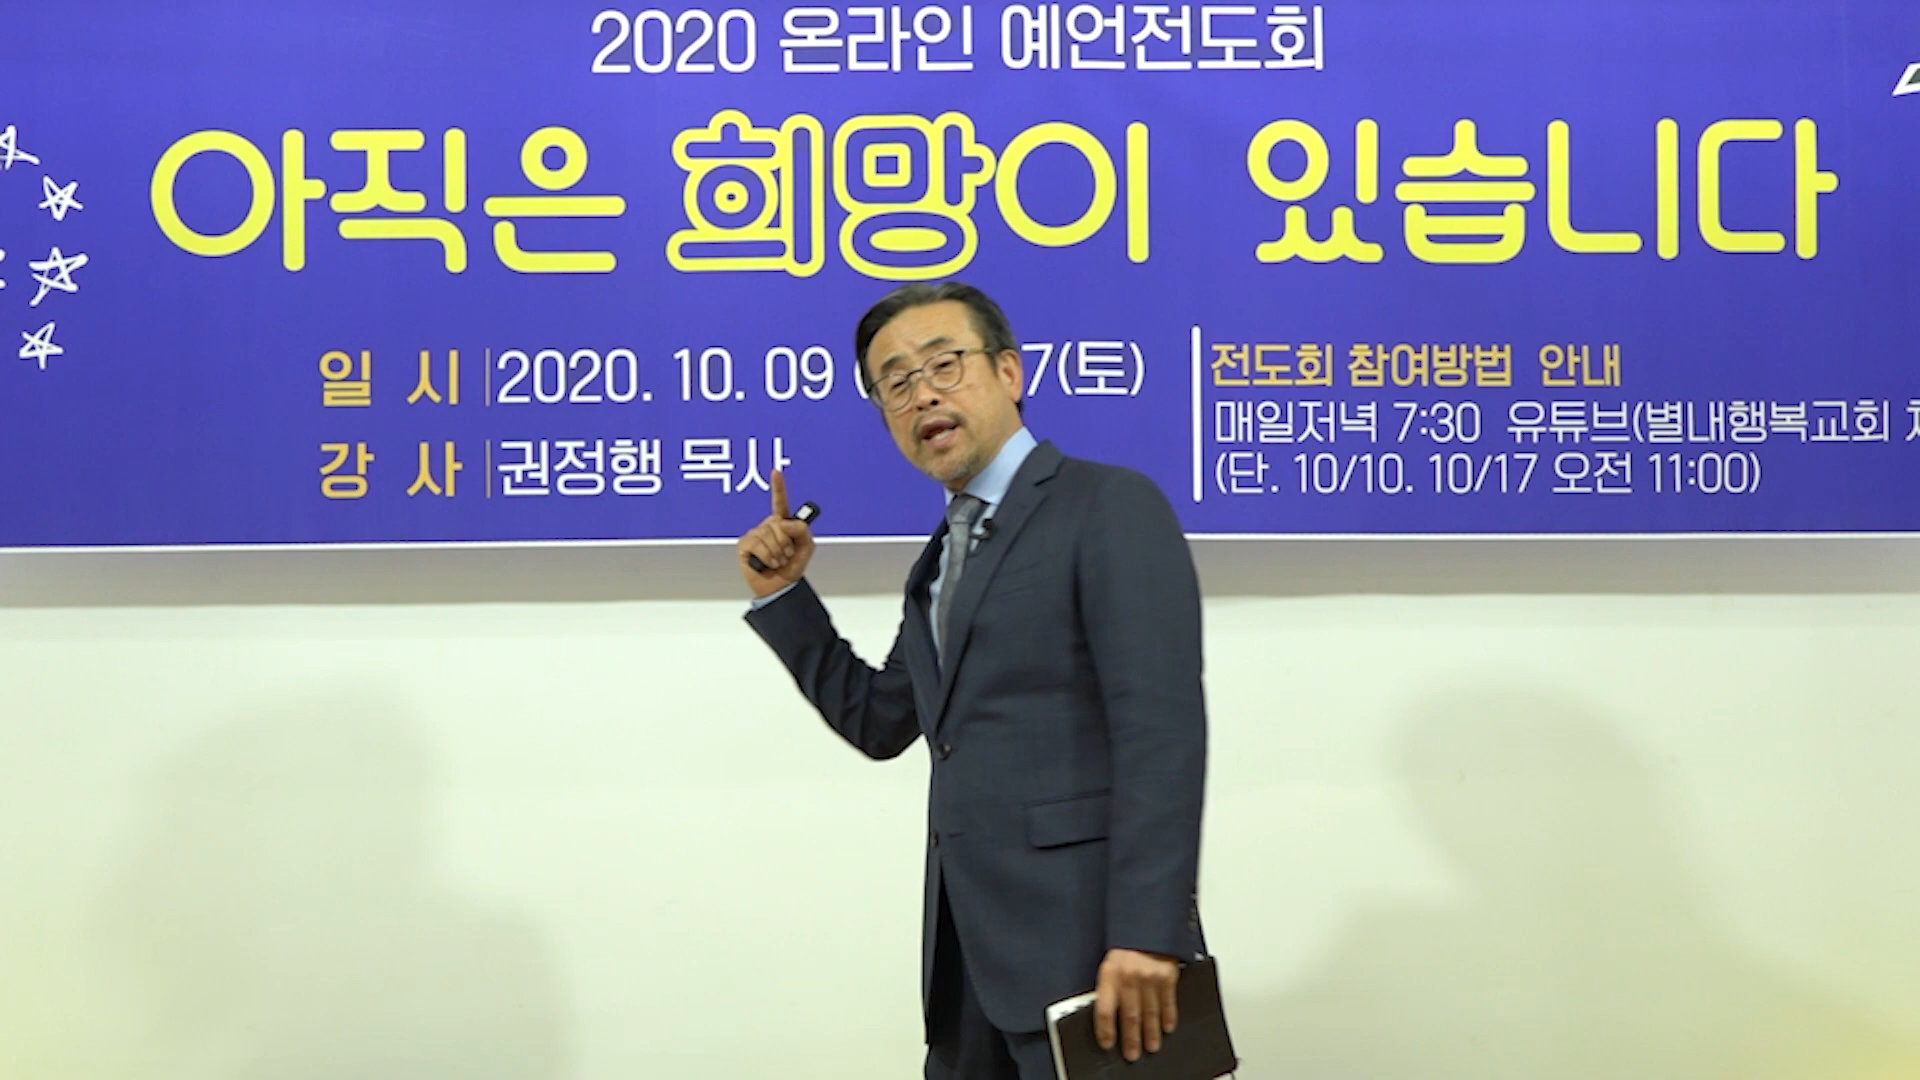 2020 온라인 예언전도회
아직은 희망이 있습니다
일 시 2020. 10. 09 7(토)
강 사 권정행 목사
전도회 참여방법 안내
매일저녁 7:30 유튜브(별내행복교회
(단. 10/10. 10/17 오전 11:00)